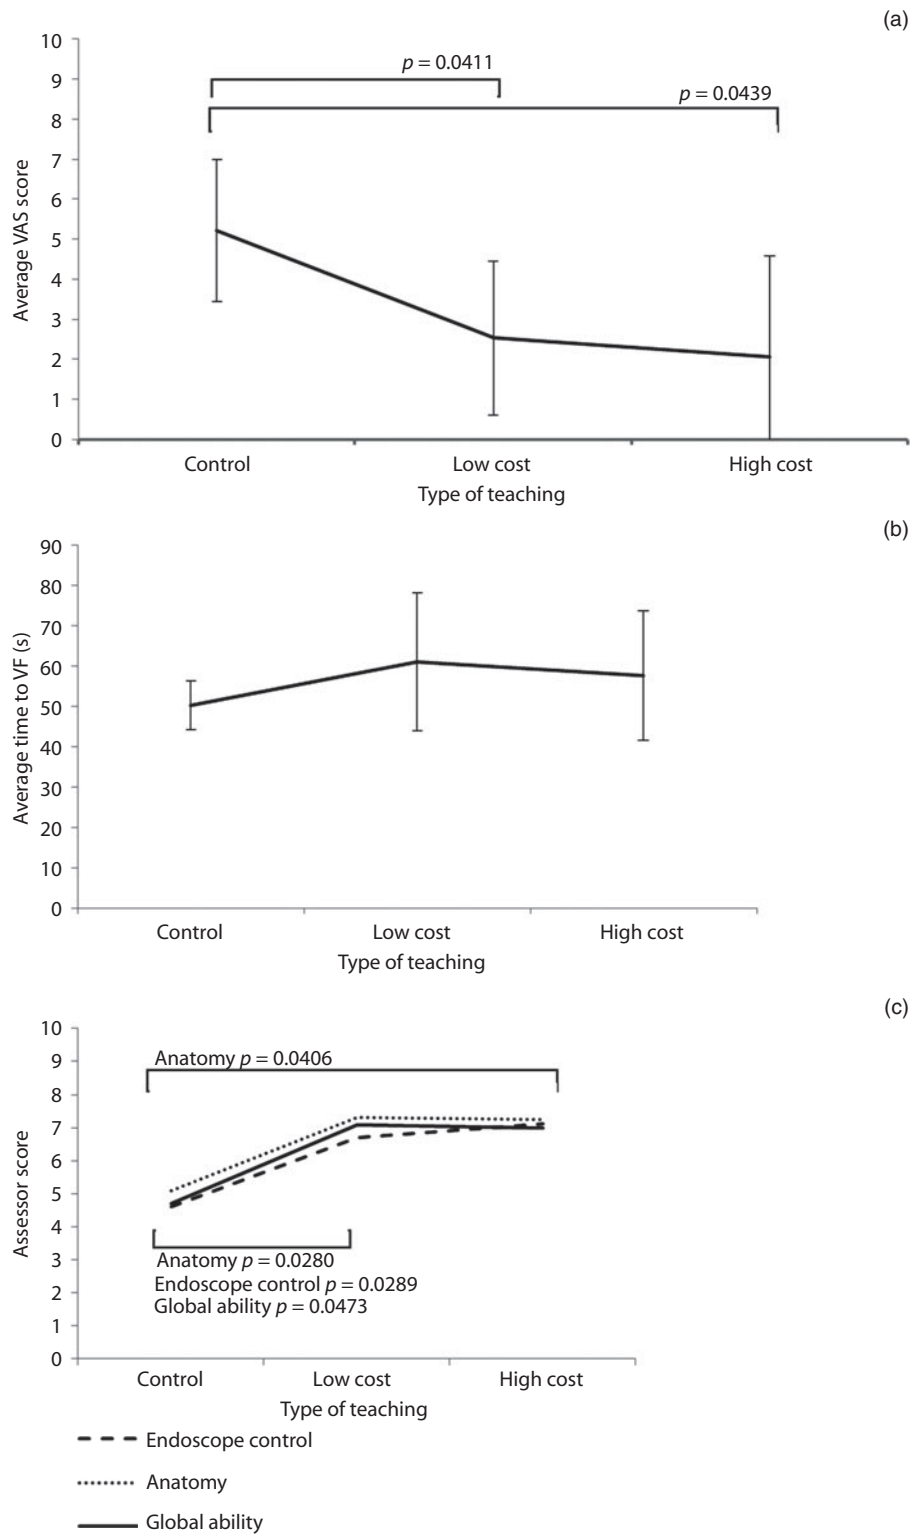 (a)
10
9
8
7
6
5
4
3
2
1
0
Average VAS score
p = 0.0411
p = 0.0439
Control Low cost High cost
Type of teaching
(b)
90
80
70
60
50
40
30
20
10
0
Average time to VF (s)
Control Low cost High cost
Type of teaching
(c)
10
9
8
7
6
5
4
3
2
1
0
Assessor score
Anatomy p = 0.0406
Anatomy p = 0.0280
Endoscope control p = 0.0289
Global ability p = 0.0473
Control Low cost High cost
Type of teaching
Endoscope control
Anatomy
Global ability